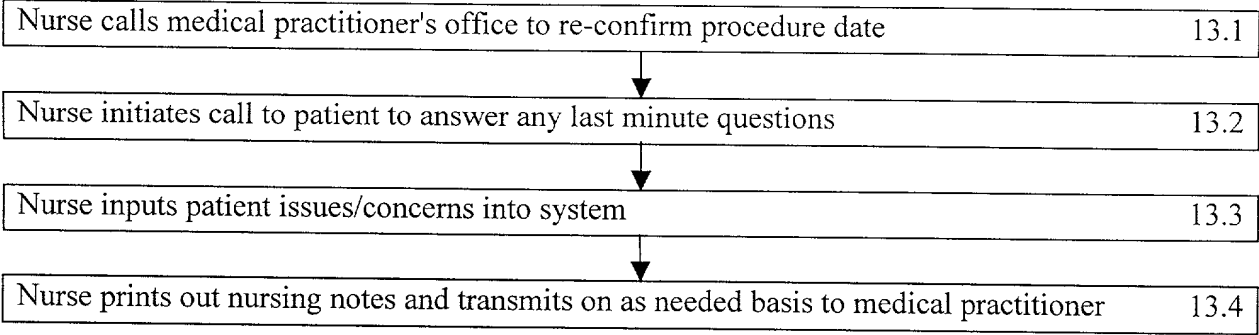 Nurse calls medical practitioner's office to re-confirm procedure date 13.1
Nurse initiates call to patient to answer any last minute questions 13.2
Nurse inputs patient issues/concerns into system 13.3
Nurse prints out nursing notes and transmits on as needed basis to medical practitioner 13.4